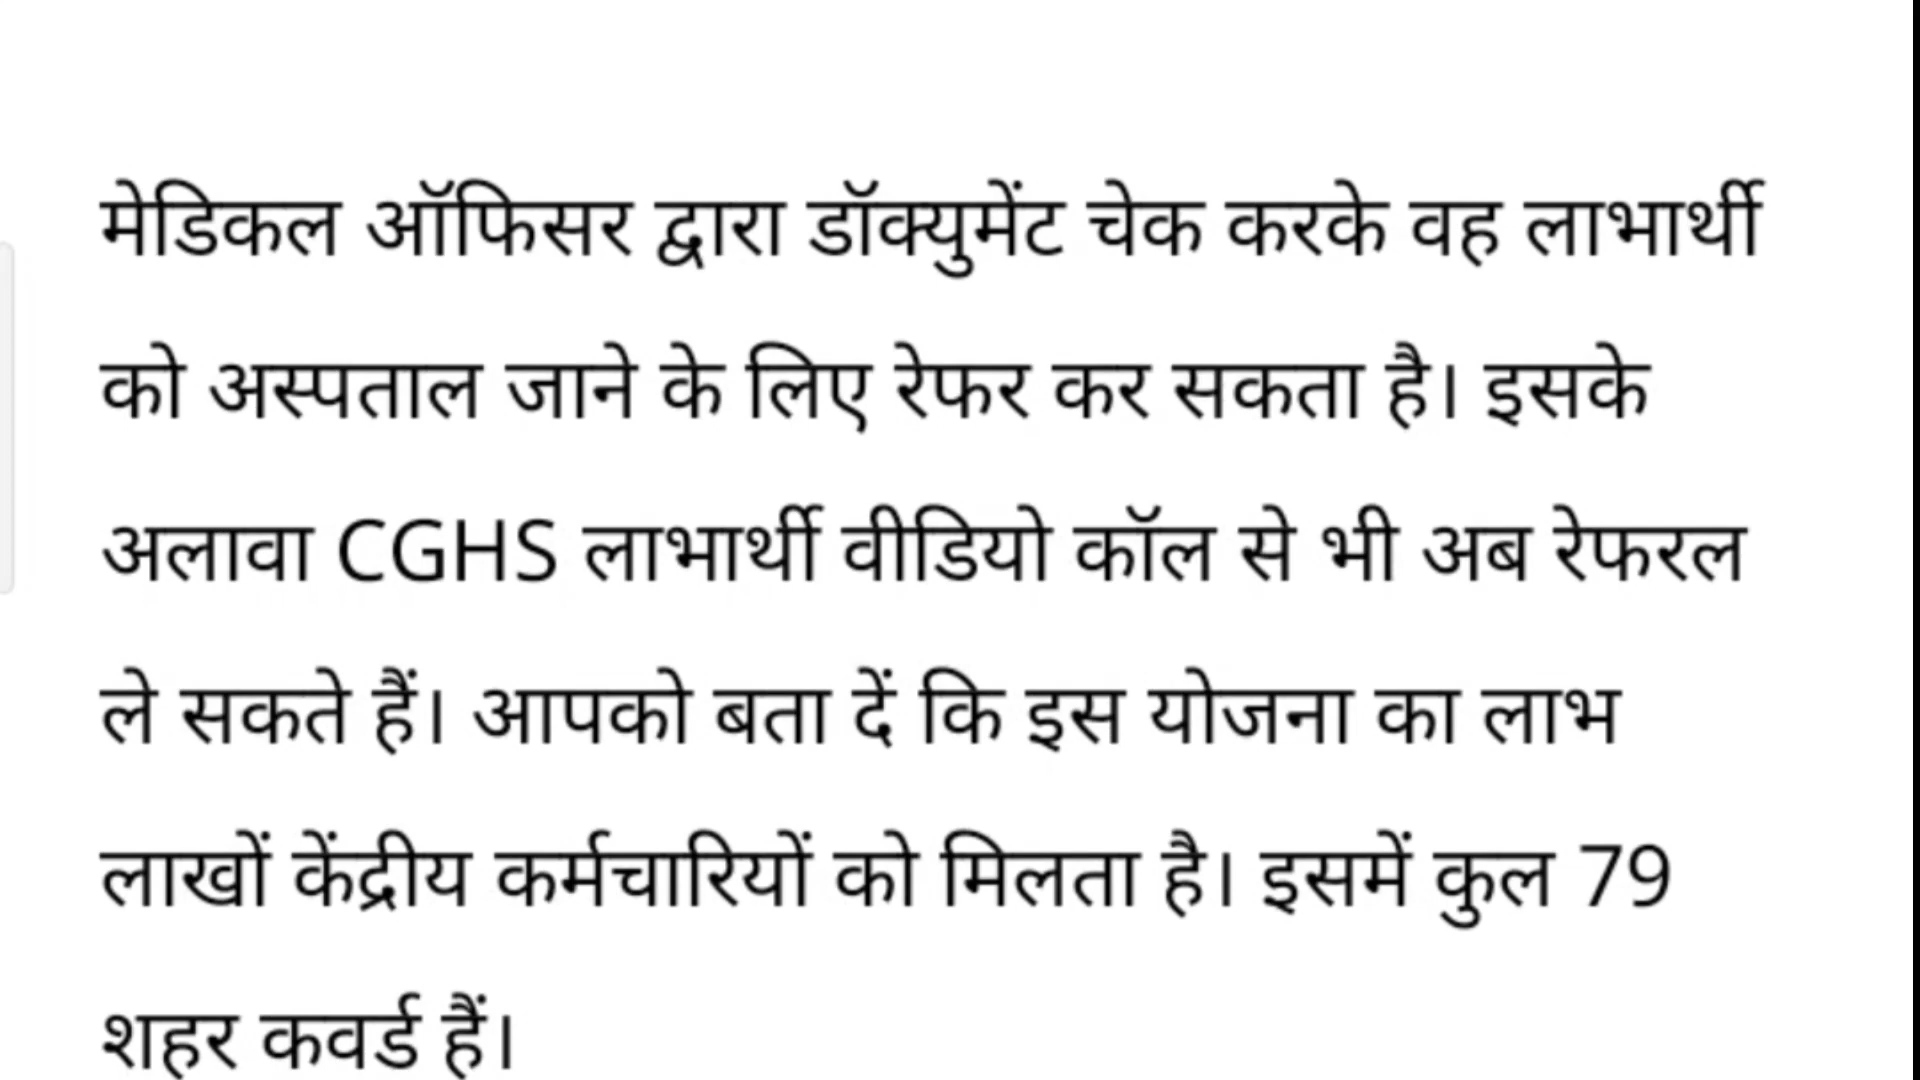 मेडिकल ऑफिसर द्वारा डॉक्युमेंट चेक करके वह लाभार्थी
को अस्पताल जाने के लिए रेफर कर सकता है। इसके
अलावा CGHS लाभार्थी वीडियो कॉल से भी अब रेफरल
ले सकते हैं। आपको बता दें कि इस योजना का लाभ
लाखों केंद्रीय कर्मचारियों को मिलता है। इसमें कुल 79
शहर कवर्ड हैं।